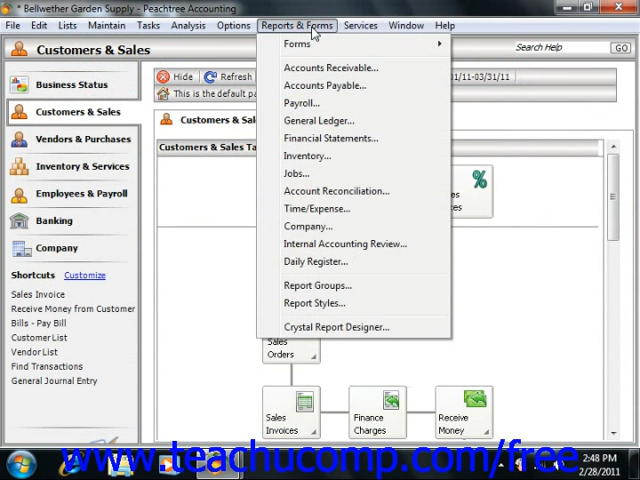 * Bellwether Garden Supply - Peachtree Accounting
File Edit Lists Maintain Tasks Analysis Options Reports & Forms Services Window Help
Customers & Sales
Search Help GO
Business Status
Customers & Sales
Vendors & Purchases
Inventory & Services
Employees & Payroll
Banking
Company
Shortcuts Customize
Sales Invoice
Receive Money from Customer
Bills - Pay Bill
Customer List
Vendor List
Find Transactions
General Journal Entry
Hide Refresh
/11-03/31/11
This is the default pa
Customers & Sal
Customers & Sales Ta
Forms
Accounts Receivable...
Accounts Payable...
Payroll...
General Ledger...
Financial Statements...
Inventory...
Jobs...
Account Reconciliation...
Time/Expense...
Company...
Internal Accounting Review...
Daily Register...
Report Groups...
Report Styles...
Crystal Report Designer...
%
Sales
Orders
Sales
Invoices
Finance
Charges
Receive
Money
www.teachucomp.com/free
2:48 PM
2/28/2011